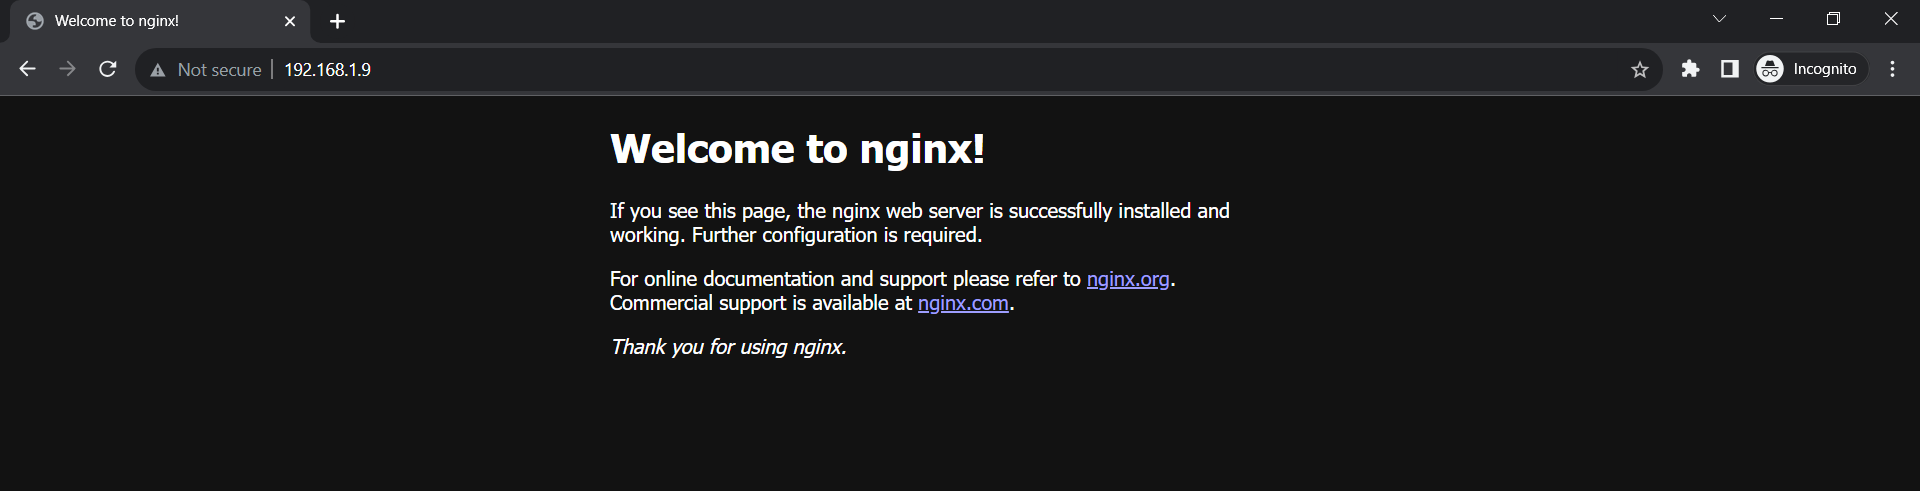 Welcome to nginx!
Not secure
192.168.1.9
Incognito
Welcome to nginx!
If you see this page, the nginx web server is successfully installed and
working. Further configuration is required.
For online documentation and support please refer to nginx.org.
Commercial support is available at nginx.com.
Thank you for using nginx.